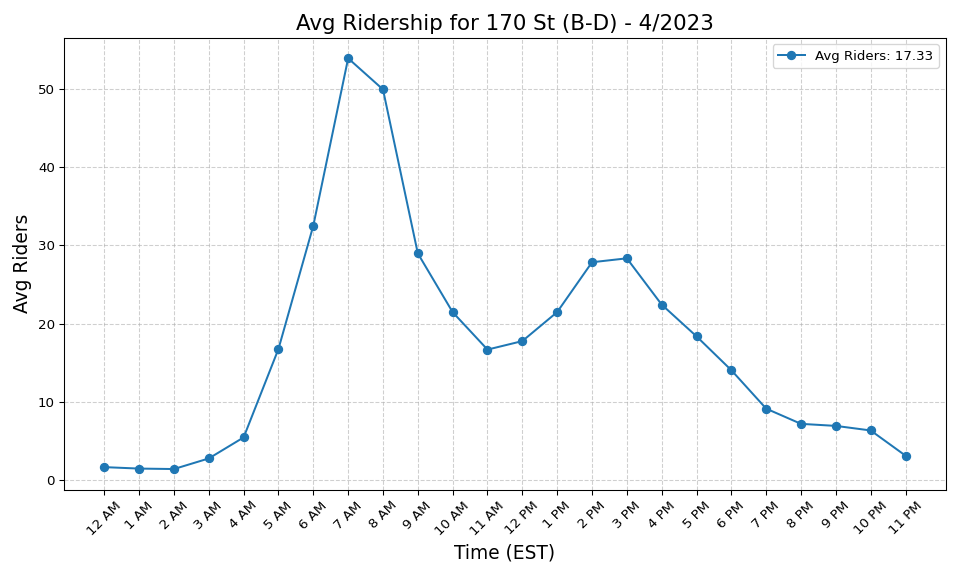 Avg Ridership for 170 St (B-D) - 4/2023
Avg Riders: 17.33
Avg Riders
50
40
30
20
10
0
12 AM
1 AM
2 AM
3 AM
4 AM
5 AM
6 AM
7 AM
8 AM
9 AM
10 AM
11 AM
12 PM
1 PM
2 PM
3 PM
4 PM
5 PM
6 PM
7 PM
8 PM
9 PM
10 PM
11 PM
Time (EST)